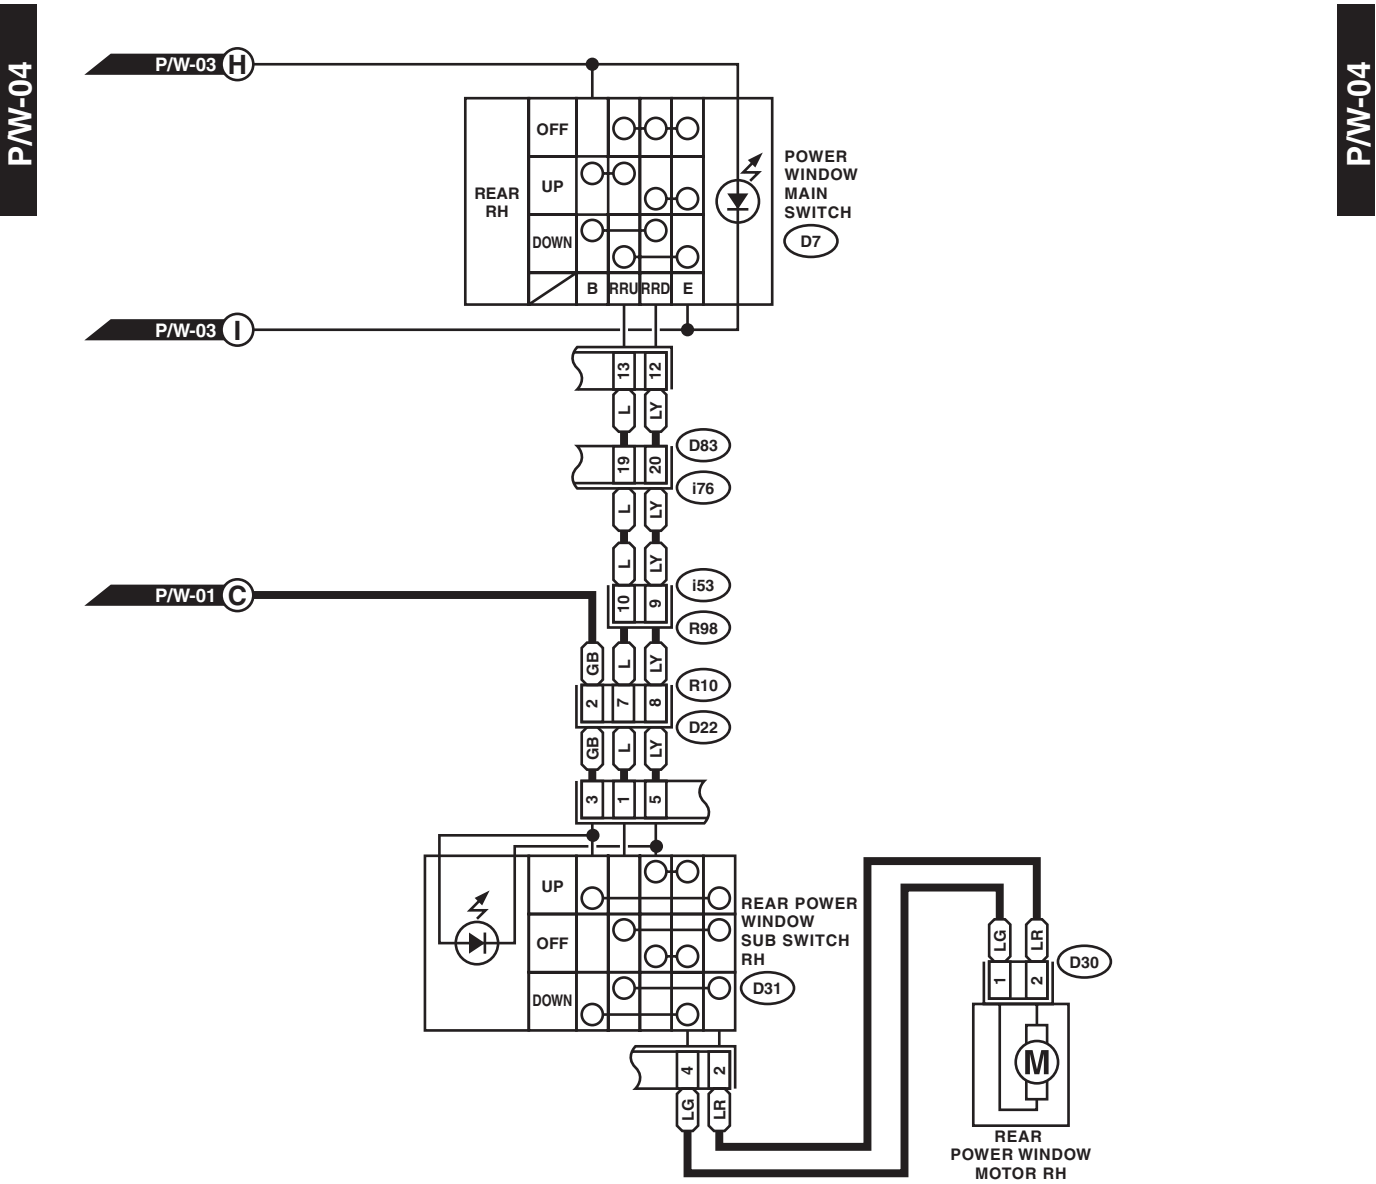 P/W-04
P/W-04
P/W-03 H
REAR
RH
OFF
UP
DOWN
B RRU RRD E
POWER
WINDOW
MAIN
SWITCH
D7
P/W-03 I
13 12
L LY
D83
19 20
i76
L LY
L LY
i53
P/W-01 C
10 9
R98
GB L LY
R10
2 7 8
D22
GB L LY
3 1 5
UP
OFF
DOWN
REAR POWER
WINDOW
SUB SWITCH
RH
D31
LG LR
D30
1 2
M
4 2
LG LR
REAR
POWER WINDOW
MOTOR RH